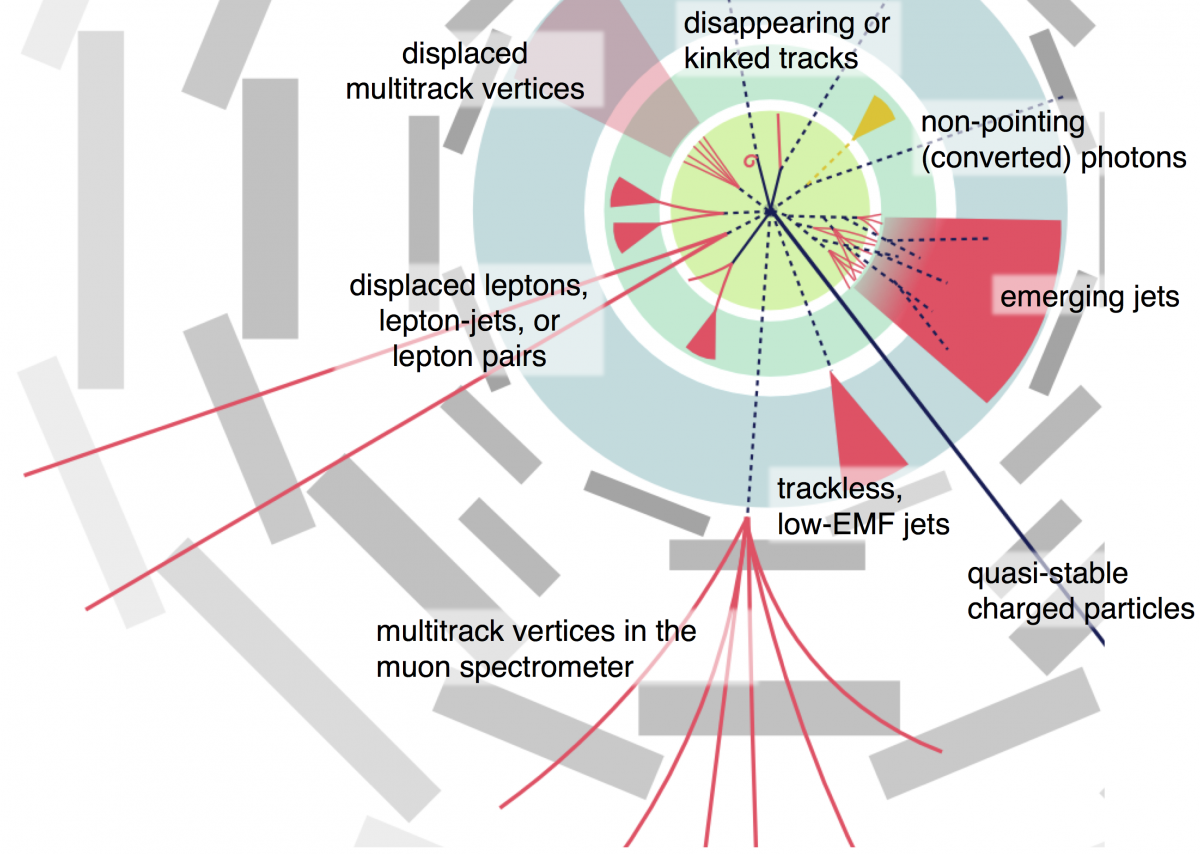 disappearing or
kinked tracks
displaced
multitrack vertices
non-pointing
(converted) photons
displaced leptons,
lepton-jets, or
lepton pairs
emerging jets
trackless,
low-EMF jets
quasi-stable
charged particles
multitrack vertices in the
muon spectrometer